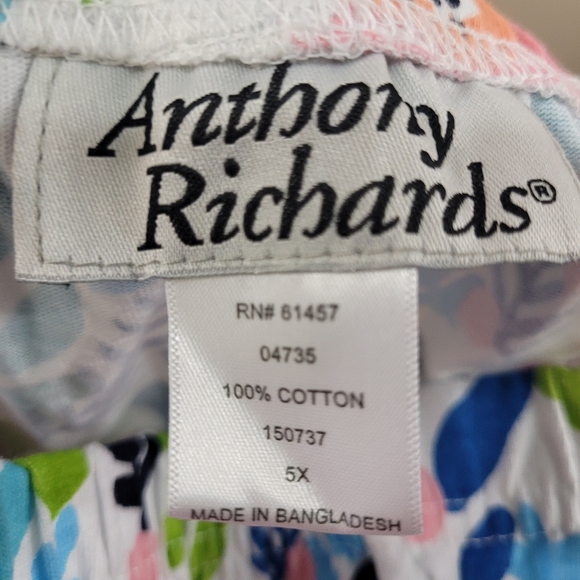 Anthony
Richards®
RN# 61457
04735
100% COTTON
150737
5X
MADE IN BANGLADESH